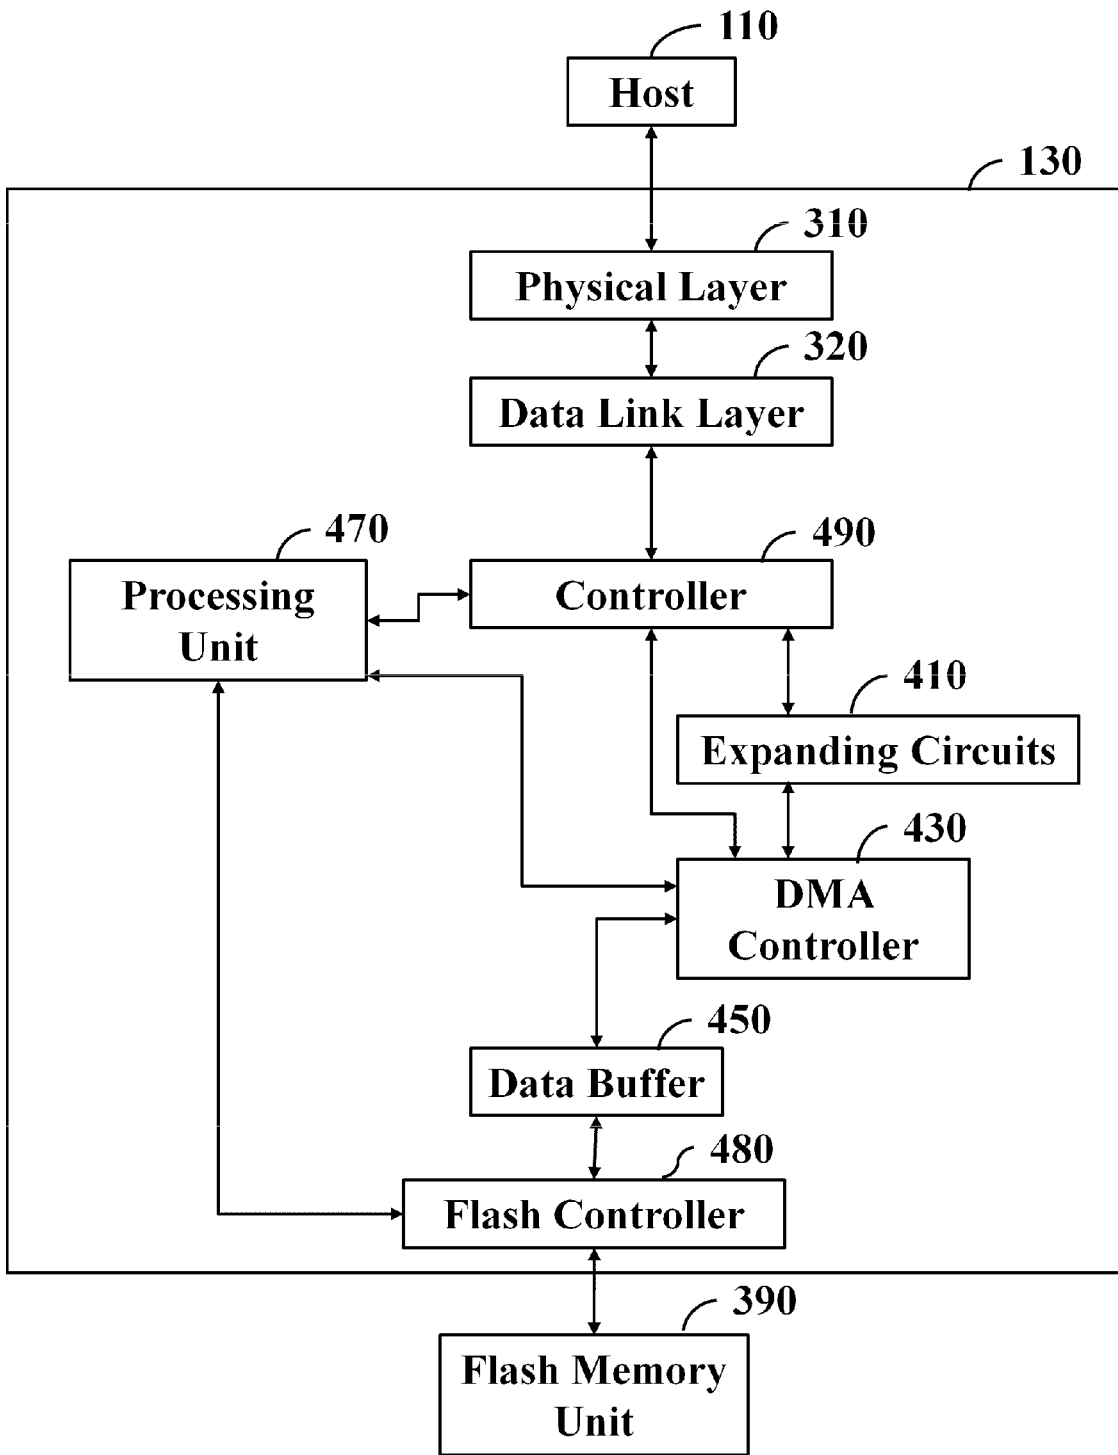 110
Host
130
310
Physical Layer
320
Data Link Layer
470
490
Processing
Unit
Controller
410
Expanding Circuits
430
DMA
Controller
450
Data Buffer
480
Flash Controller
390
Flash Memory
Unit